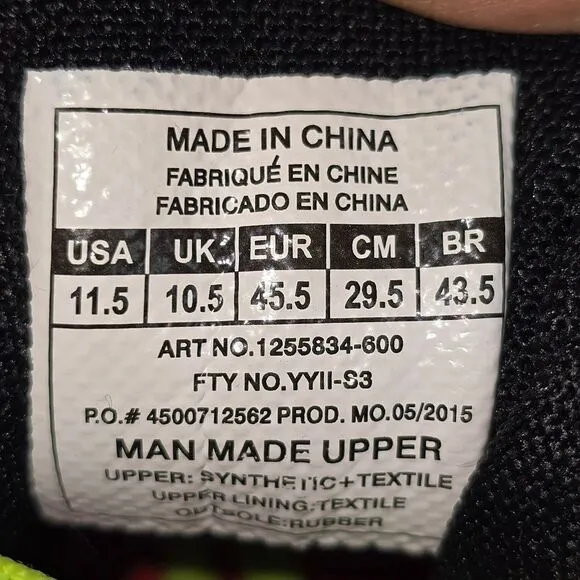 MADE IN CHINA
FABRIQUÉ EN CHINE
FABRICADO EN CHINA
USA UK EUR CM BR
11.5 10.5 45.5 29.5 43.5
ART NO.1255834-600
FTY NO.YYII-S3
P.O.# 4500712562 PROD. MO.05/2015
MAN MADE UPPER
UPPER: SYNTHETIC+TEXTILE
UPPER LINING:TEXTILE
OUTSOLE:RUBBER